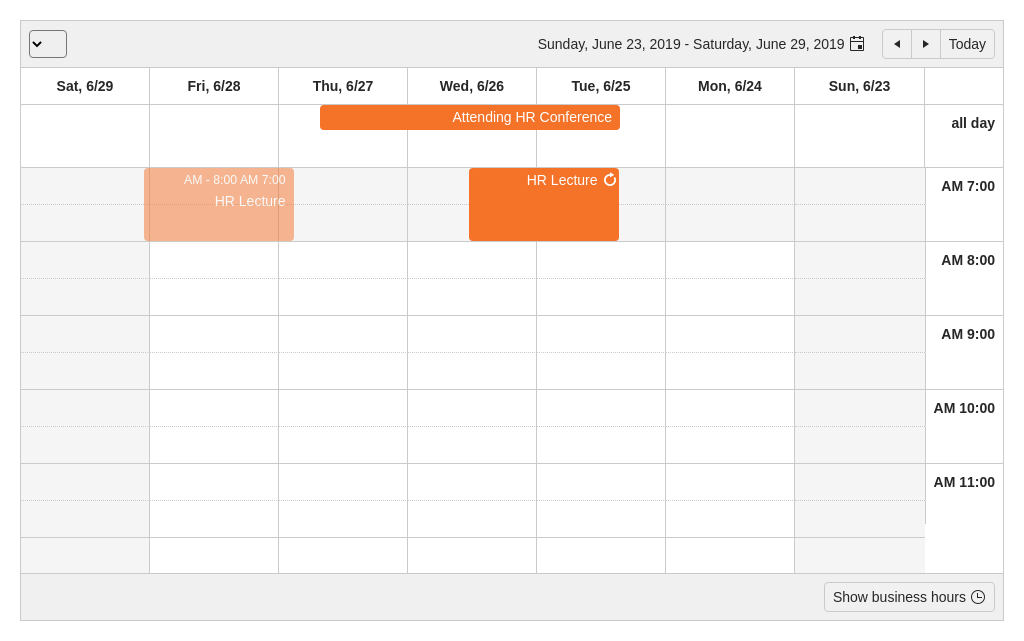 Sunday, June 23, 2019 - Saturday, June 29, 2019
Today
Sat, 6/29
Fri, 6/28
Thu, 6/27
Wed, 6/26
Tue, 6/25
Mon, 6/24
Sun, 6/23
Attending HR Conference
all day
AM - 8:00 AM 7:00
HR Lecture
HR Lecture
AM 7:00
AM 8:00
AM 9:00
AM 10:00
AM 11:00
Show business hours